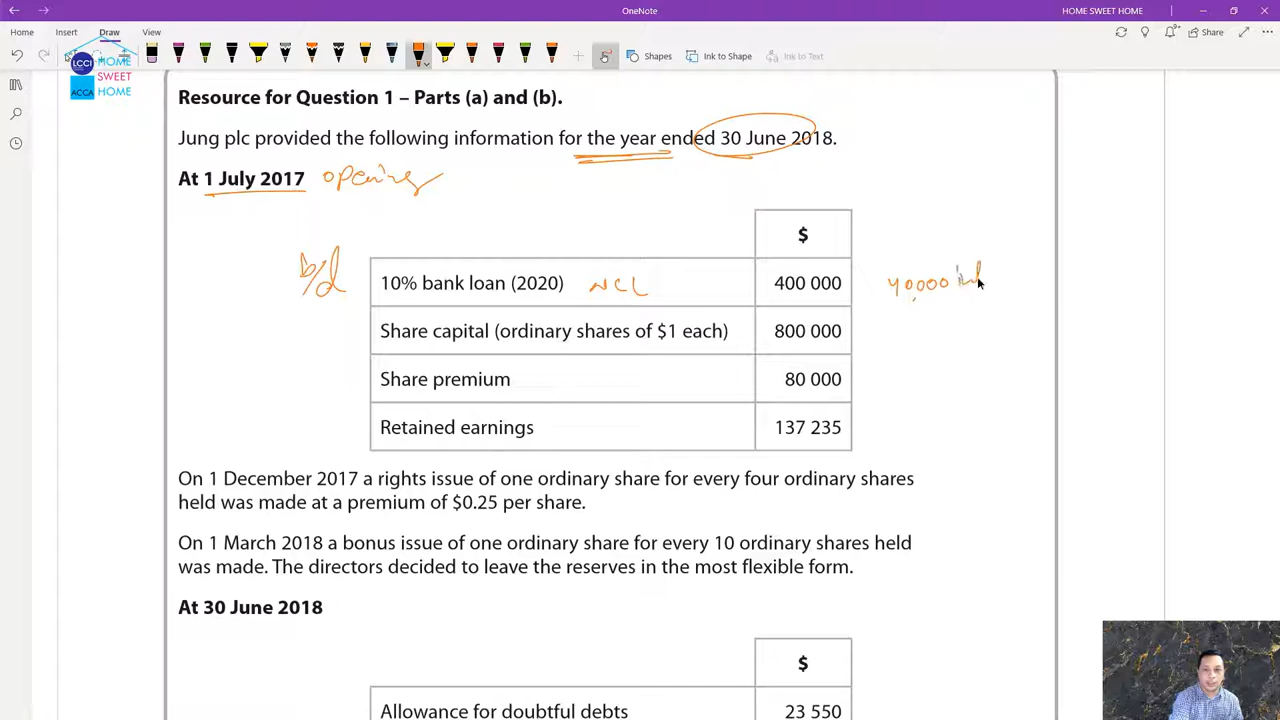 OneNote
HOME SWEET HOME
Home Insert Draw View
Share
Shapes
Ink to Shape
Ink to Text
LCCI HOME
SWEET
ACCA HOME
Resource for Question 1 – Parts (a) and (b).
Jung plc provided the following information for the year ended 30 June 2018.
At 1 July 2017 opening
$
b/d 10% bank loan (2020) NCL 400 000 40,000
Share capital (ordinary shares of $1 each) 800 000
Share premium 80 000
Retained earnings 137 235
On 1 December 2017 a rights issue of one ordinary share for every four ordinary shares
held was made at a premium of $0.25 per share.
On 1 March 2018 a bonus issue of one ordinary share for every 10 ordinary shares held
was made. The directors decided to leave the reserves in the most flexible form.
At 30 June 2018
$
Allowance for doubtful debts 23 550